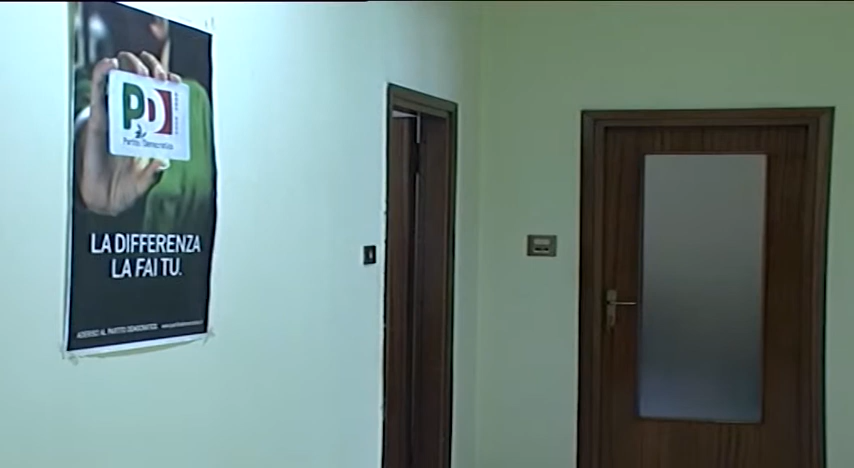 PD
Partito Democratico
LA DIFFERENZA
LA FAI TU.
ADERISCI AL PARTITO DEMOCRATICO.